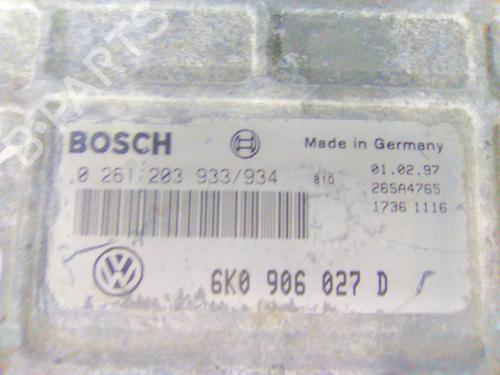 B-PARTS
BOSCH
Made in Germany
0 261 203 933/934
810
01.02.97
26SA4765
1736 1116
6K0 906 027 D